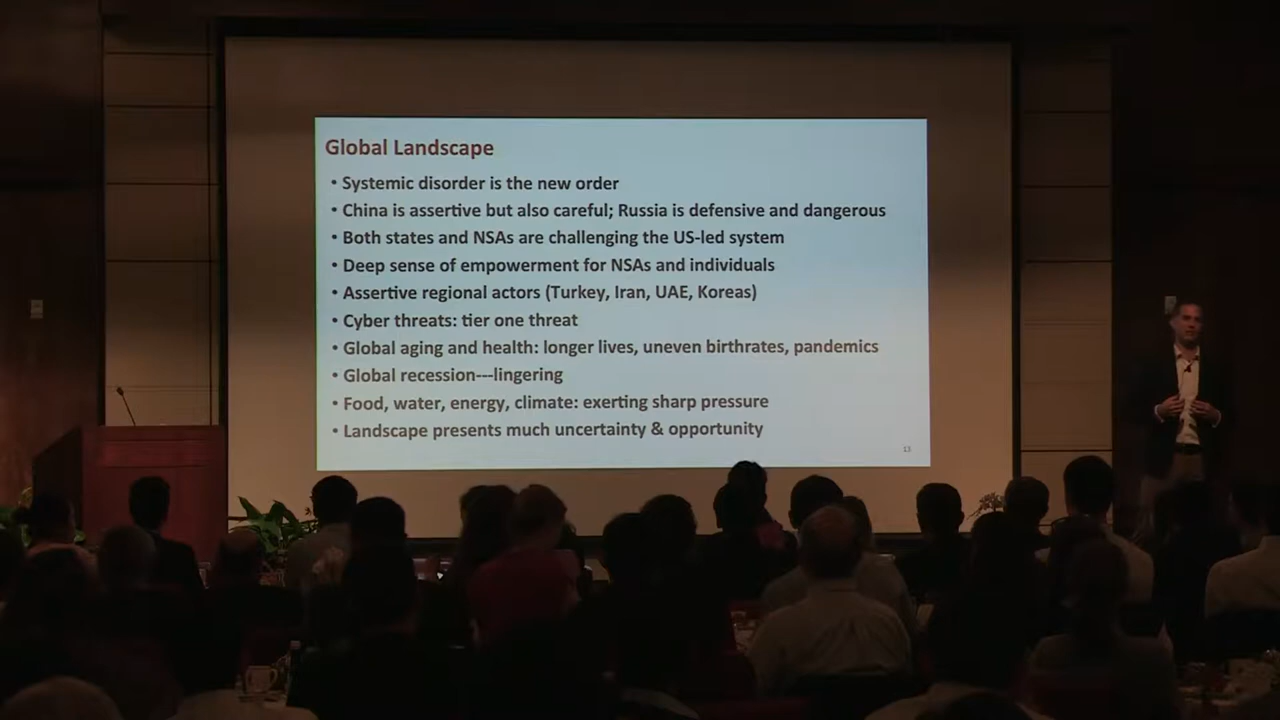 Global Landscape
• Systemic disorder is the new order
• China is assertive but also careful; Russia is defensive and dangerous
• Both states and NSAs are challenging the US-led system
• Deep sense of empowerment for NSAs and individuals
• Assertive regional actors (Turkey, Iran, UAE, Koreas)
• Cyber threats: tier one threat
• Global aging and health: longer lives, uneven birthrates, pandemics
• Global recession---lingering
• Food, water, energy, climate: exerting sharp pressure
• Landscape presents much uncertainty & opportunity
13